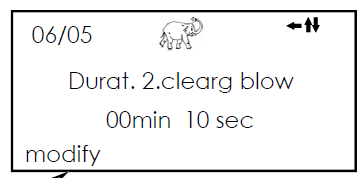 06/05
Durat. 2.clearg blow
00min 10 sec
modify